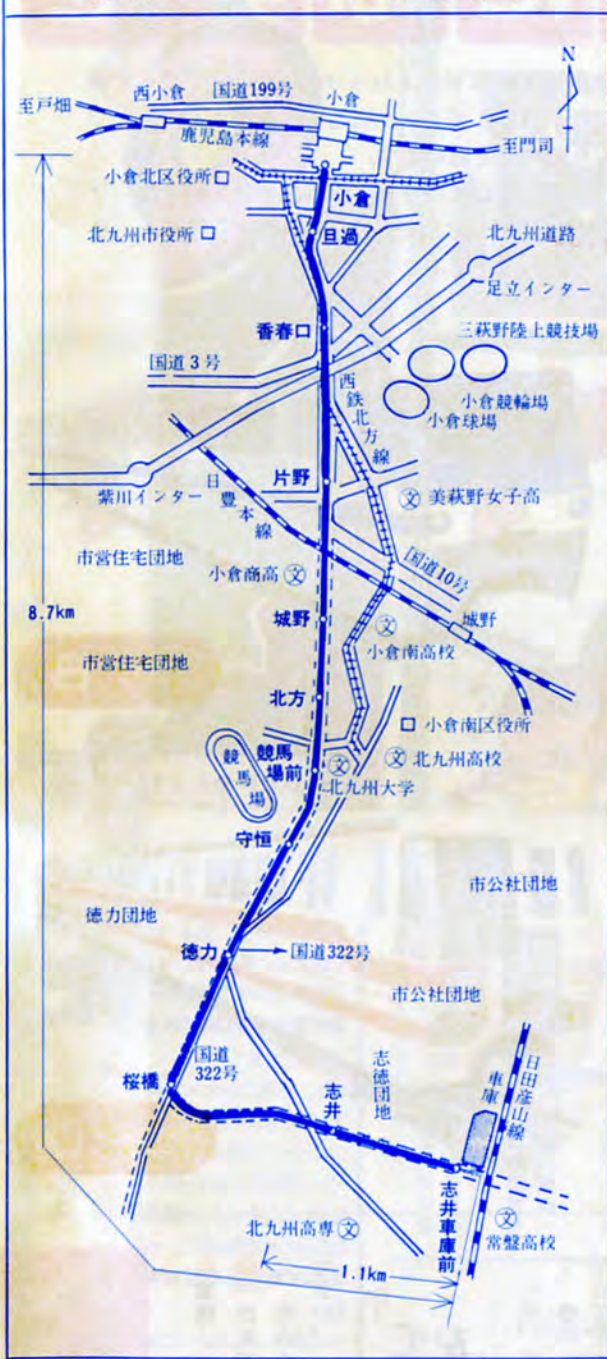 N
西小倉
国道199号
小倉
至戸畑
鹿児島本線
至門司
小倉北区役所
小倉
北九州市役所
旦過
北九州道路
足立インター
香春口
三萩野陸上競技場
国道3号
西鉄北方線
小倉競輪場
小倉球場
片野
紫川インター
日豊本線
文 美萩野女子高
市営住宅団地
小倉商高 文
国道10号
8.7km
城野
城野
文
小倉南高校
市営住宅団地
北方
小倉南区役所
競馬場
競馬
場前
文
文 北九州高校
北九州大学
守恒
市公社団地
徳力団地
徳力
国道322号
市公社団地
国道
322号
桜橋
志徳団地
志井
車庫
日田彦山線
志井車庫前
北九州高専 文
文
常盤高校
1.1km